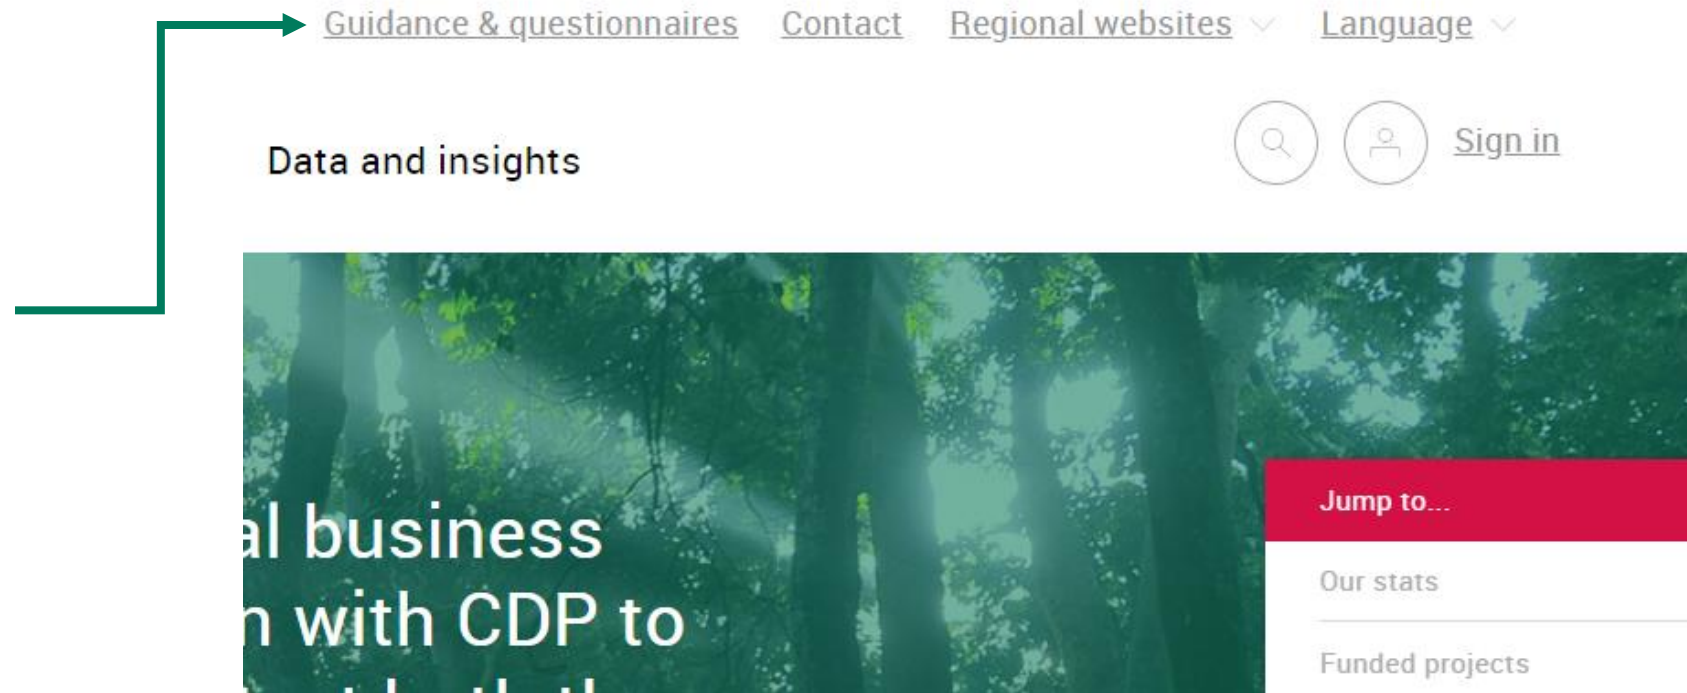 Guidance & questionnaires Contact Regional websites Language
Sign in
Data and insights
al business
n with CDP to
Jump to...
Our stats
Funded projects